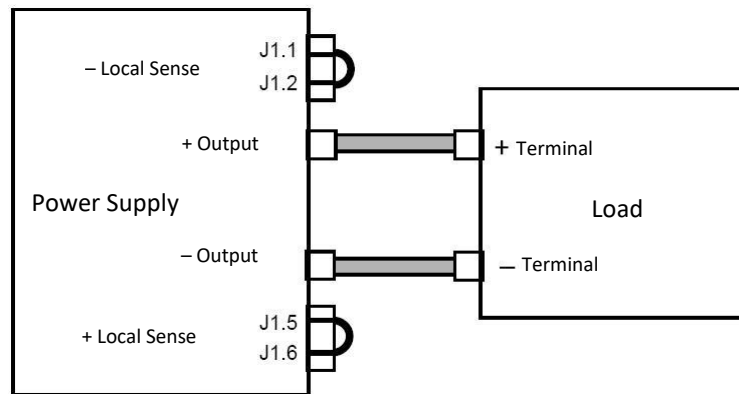 J1.1
– Local Sense
J1.2
+ Output
+ Terminal
Power Supply
Load
– Output
– Terminal
J1.5
+ Local Sense
J1.6